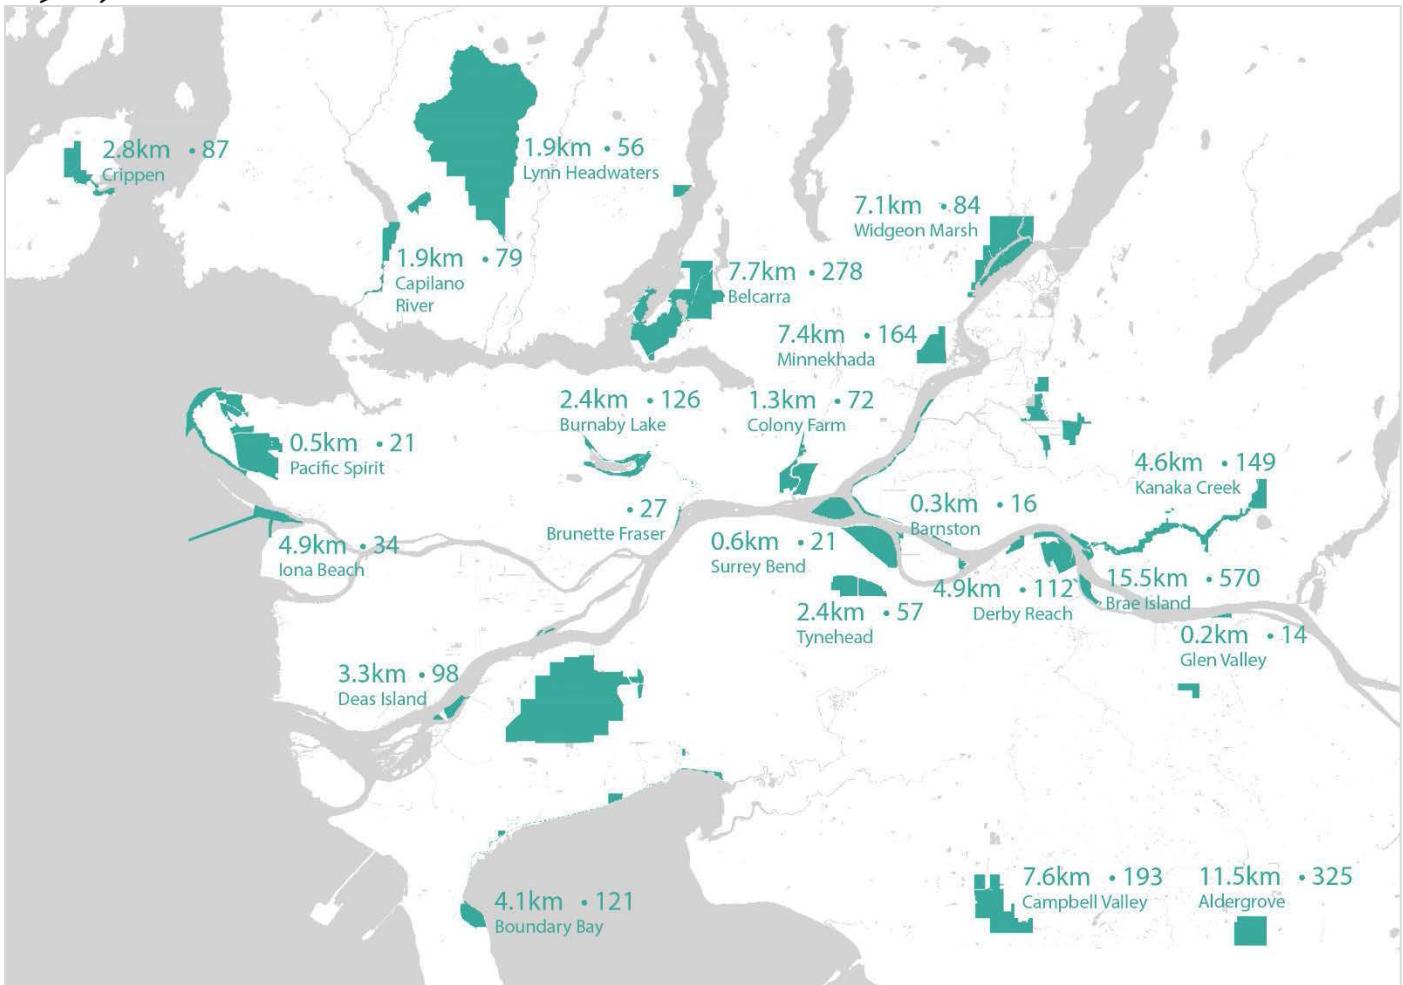 2.8km • 87
Crippen
1.9km • 56
Lynn Headwaters
7.1km • 84
Widgeon Marsh
1.9km • 79
Capilano
River
7.7km • 278
Belcarra
7.4km • 164
Minnekhada
2.4km • 126
Burnaby Lake
1.3km • 72
Colony Farm
0.5km • 21
Pacific Spirit
4.6km • 149
Kanaka Creek
• 27
Brunette Fraser
0.3km • 16
Barnston
4.9km • 34
Iona Beach
0.6km • 21
Surrey Bend
4.9km • 112
Derby Reach
15.5km • 570
Brae Island
2.4km • 57
Tynehead
0.2km • 14
Glen Valley
3.3km • 98
Deas Island
7.6km • 193
Campbell Valley
11.5km • 325
Aldergrove
4.1km • 121
Boundary Bay